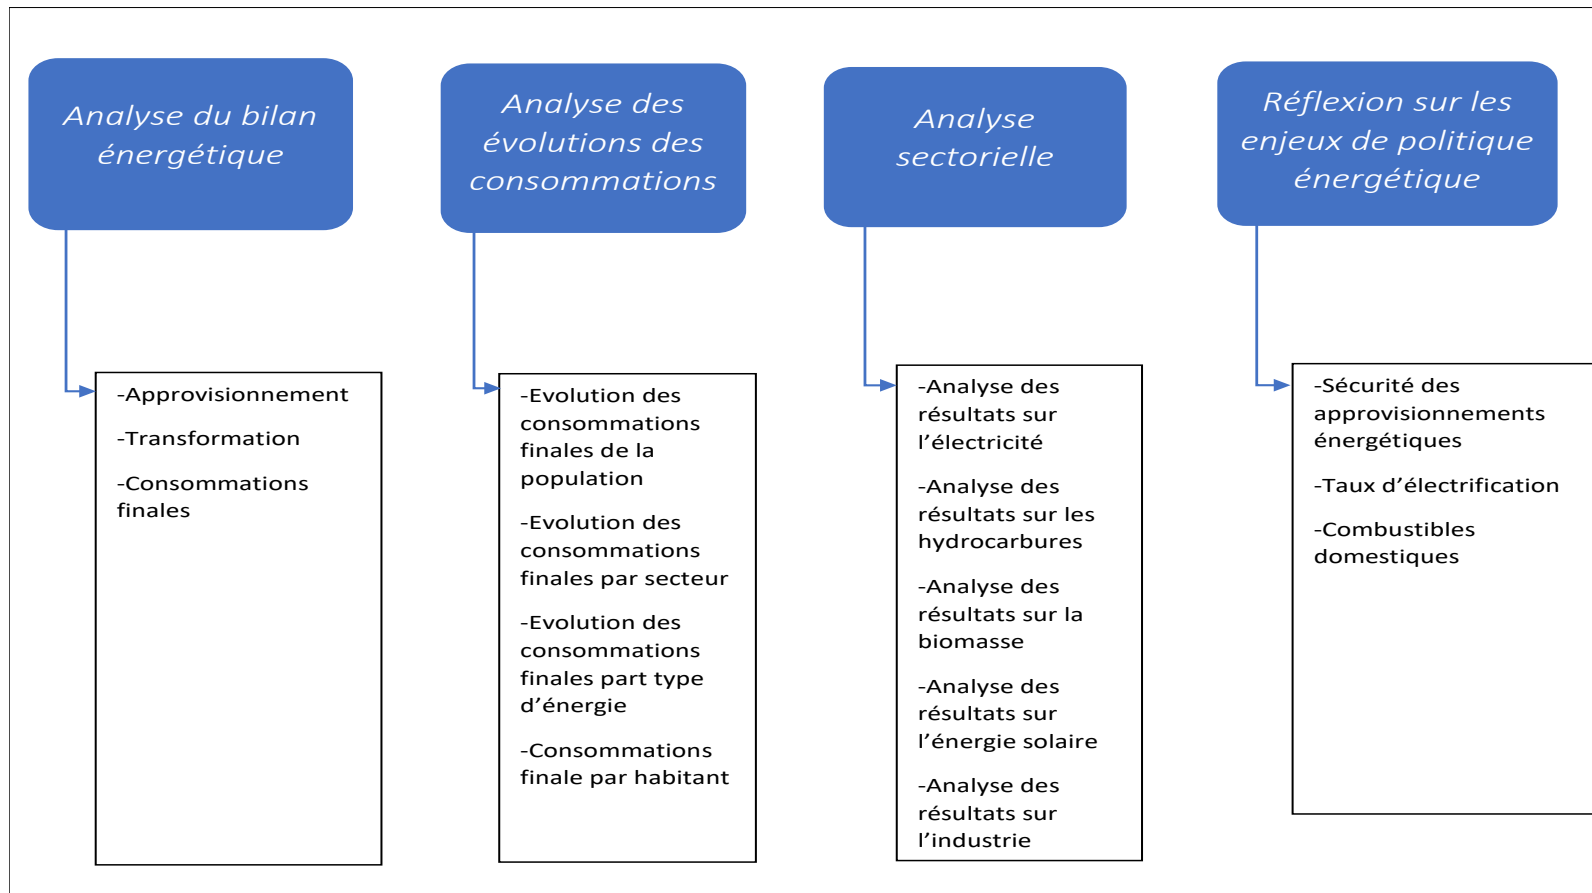 Analyse du bilan
énergétique
-Approvisionnement
-Transformation
-Consommations
finales
Analyse des
évolutions des
consommations
-Evolution des
consommations
finales de la
population
-Evolution des
consommations
finales par secteur
-Evolution des
consommations
finales part type
d’énergie
-Consommations
finale par habitant
Analyse
sectorielle
-Analyse des
résultats sur
l’électricité
-Analyse des
résultats sur les
hydrocarbures
-Analyse des
résultats sur la
biomasse
-Analyse des
résultats sur
l’énergie solaire
-Analyse des
résultats sur
l’industrie
Réflexion sur les
enjeux de politique
énergétique
-Sécurité des
approvisionnements
énergétiques
-Taux d’électrification
-Combustibles
domestiques